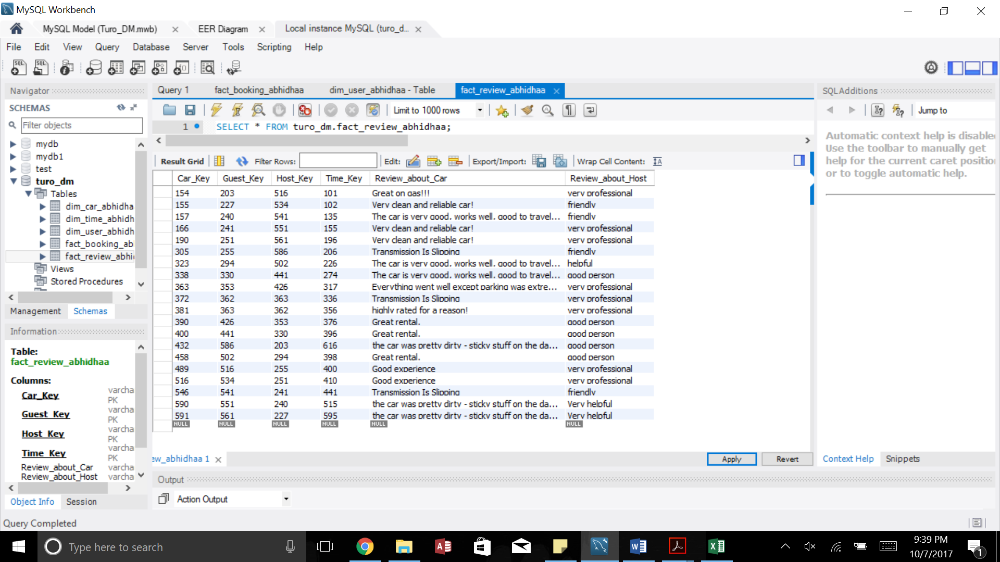 MySQL Workbench
MySQL Model (Turo_DM.mwb)
EER Diagram
Local instance MySQL (turo_d...
File Edit View Query Database Server Tools Scripting Help
Navigator
SCHEMAS
Filter objects
mydb
mydb1
test
turo_dm
Tables
dim_car_abhidha
dim_time_abhidh
dim_user_abhidh
fact_booking_ab
fact_review_abhi
Views
Stored Procedures
Management Schemas
Information
Table:
fact_review_abhidhaa
Columns:
Car_Key varcha
PK
Guest_Key varcha
PK
Host_Key varcha
PK
Time_Key varcha
PK
Review_about_Car varcha
Review_about_Host varcha
Object Info Session
Query 1 fact_booking_abhidhaa dim_user_abhidhaa - Table fact_review_abhidhaa
Limit to 1000 rows
1 SELECT * FROM turo_dm.fact_review_abhidhaa;
Result Grid Filter Rows: Edit: Export/Import: Wrap Cell Content:
Car_Key Guest_Key Host_Key Time_Key Review_about_Car Review_about_Host
154 203 516 101 Great on gas!!! very professional
155 227 534 102 Very clean and reliable car! friendly
157 240 541 135 The car is very good, works well, good to travel... friendly
166 241 551 155 Very clean and reliable car! very professional
190 251 561 196 Very clean and reliable car! very professional
305 255 586 206 Transmission Is Slipping friendly
323 294 502 226 The car is very good, works well, good to travel... helpful
338 330 441 274 The car is very good, works well, good to travel... good person
363 353 426 317 Everything went well except parking was extre... very professional
372 362 363 336 Transmission Is Slipping very professional
381 363 362 356 highly rated for a reason! very professional
390 426 353 376 Great rental. good person
400 441 330 396 Great rental. good person
432 586 203 616 the car was pretty dirty - sticky stuff on the da... good person
458 502 294 398 Great rental. good person
489 516 255 400 Good experience very professional
516 534 251 410 Good experience very professional
546 541 241 441 Transmission Is Slipping friendly
590 551 240 515 the car was pretty dirty - sticky stuff on the da... Very helpful
591 561 227 595 the car was pretty dirty - sticky stuff on the da... Very helpful
NULL NULL NULL NULL NULL NULL
ew_abhidhaa 1
Apply Revert
Output
Action Output
SQLAdditions
Jump to
Automatic context help is disable
Use the toolbar to manually get
help for the current caret positio
or to toggle automatic help.
Context Help Snippets
Query Completed
Type here to search
9:39 PM
10/7/2017
1